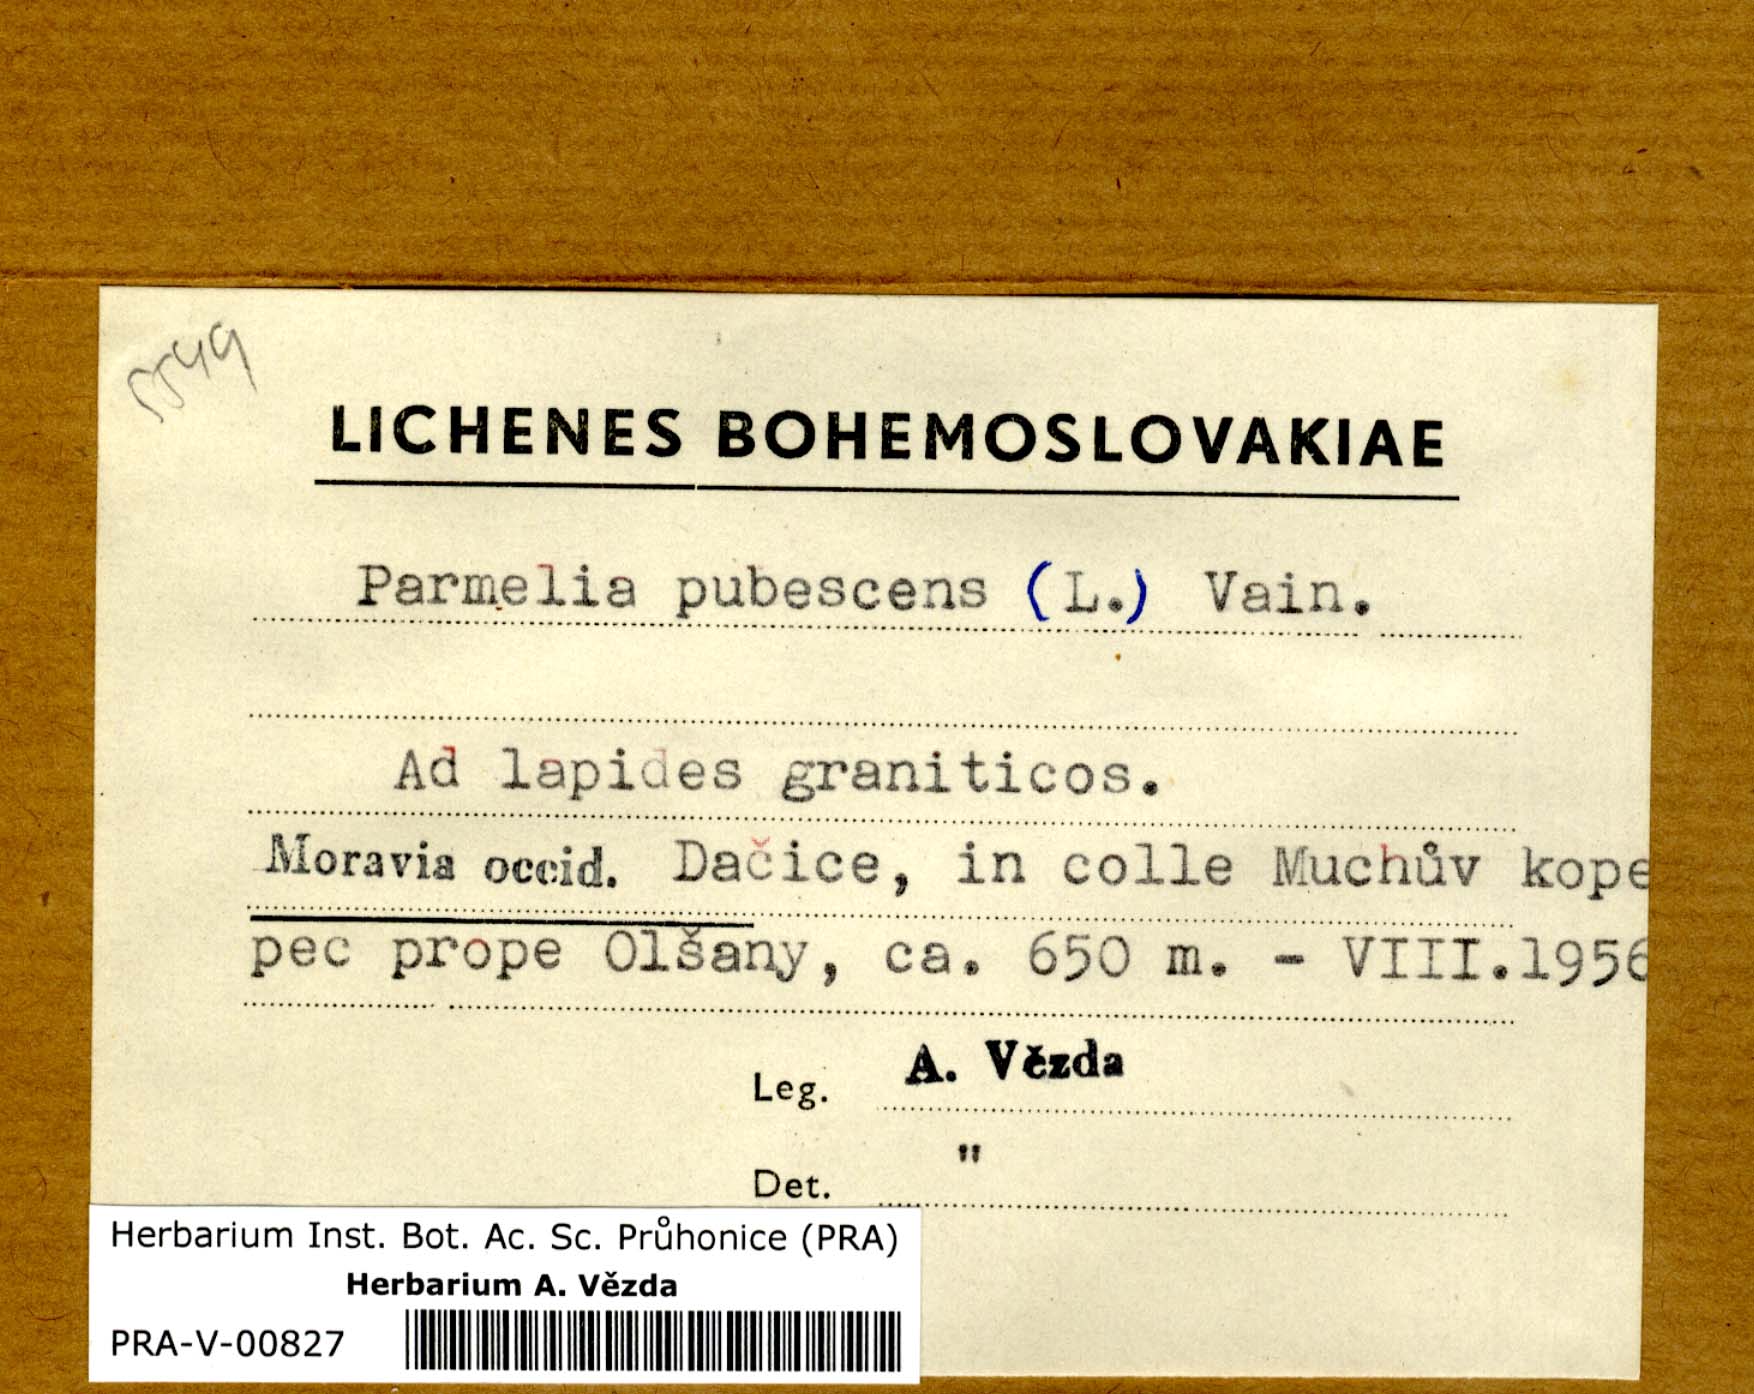 5549
LICHENES BOHEMOSLOVAKIAE
Parmelia pubescens (L.) Vain.
Ad lapides graniticos.
Moravia occid. Dačice, in colle Muchův kope
pec prope Olšany, ca. 650 m. - VIII.1956
Leg. A. Vězda
Det. "
Herbarium Inst. Bot. Ac. Sc. Průhonice (PRA)
Herbarium A. Vězda
PRA-V-00827